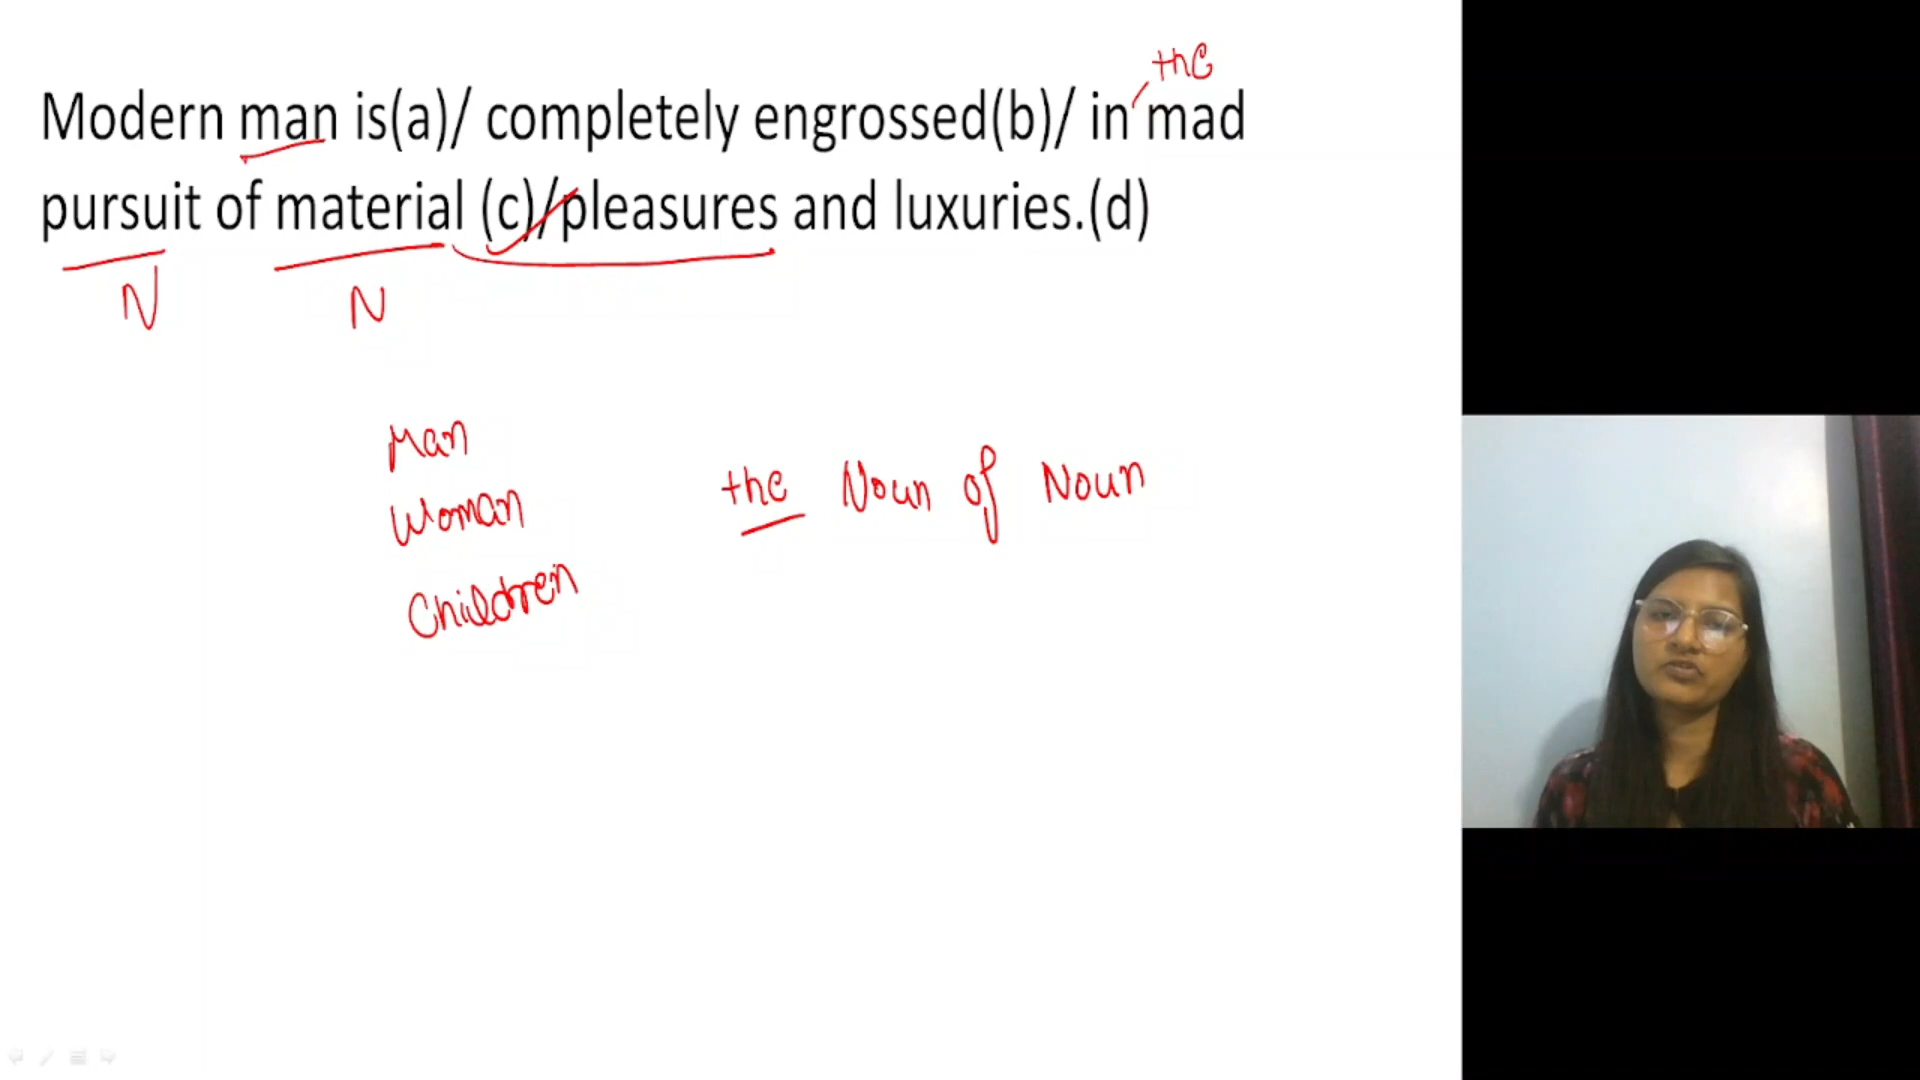 the
Modern man is(a)/ completely engrossed(b)/ in mad
pursuit of material (c)/pleasures and luxuries.(d)
N N
Man
Woman
Children
the Noun of Noun